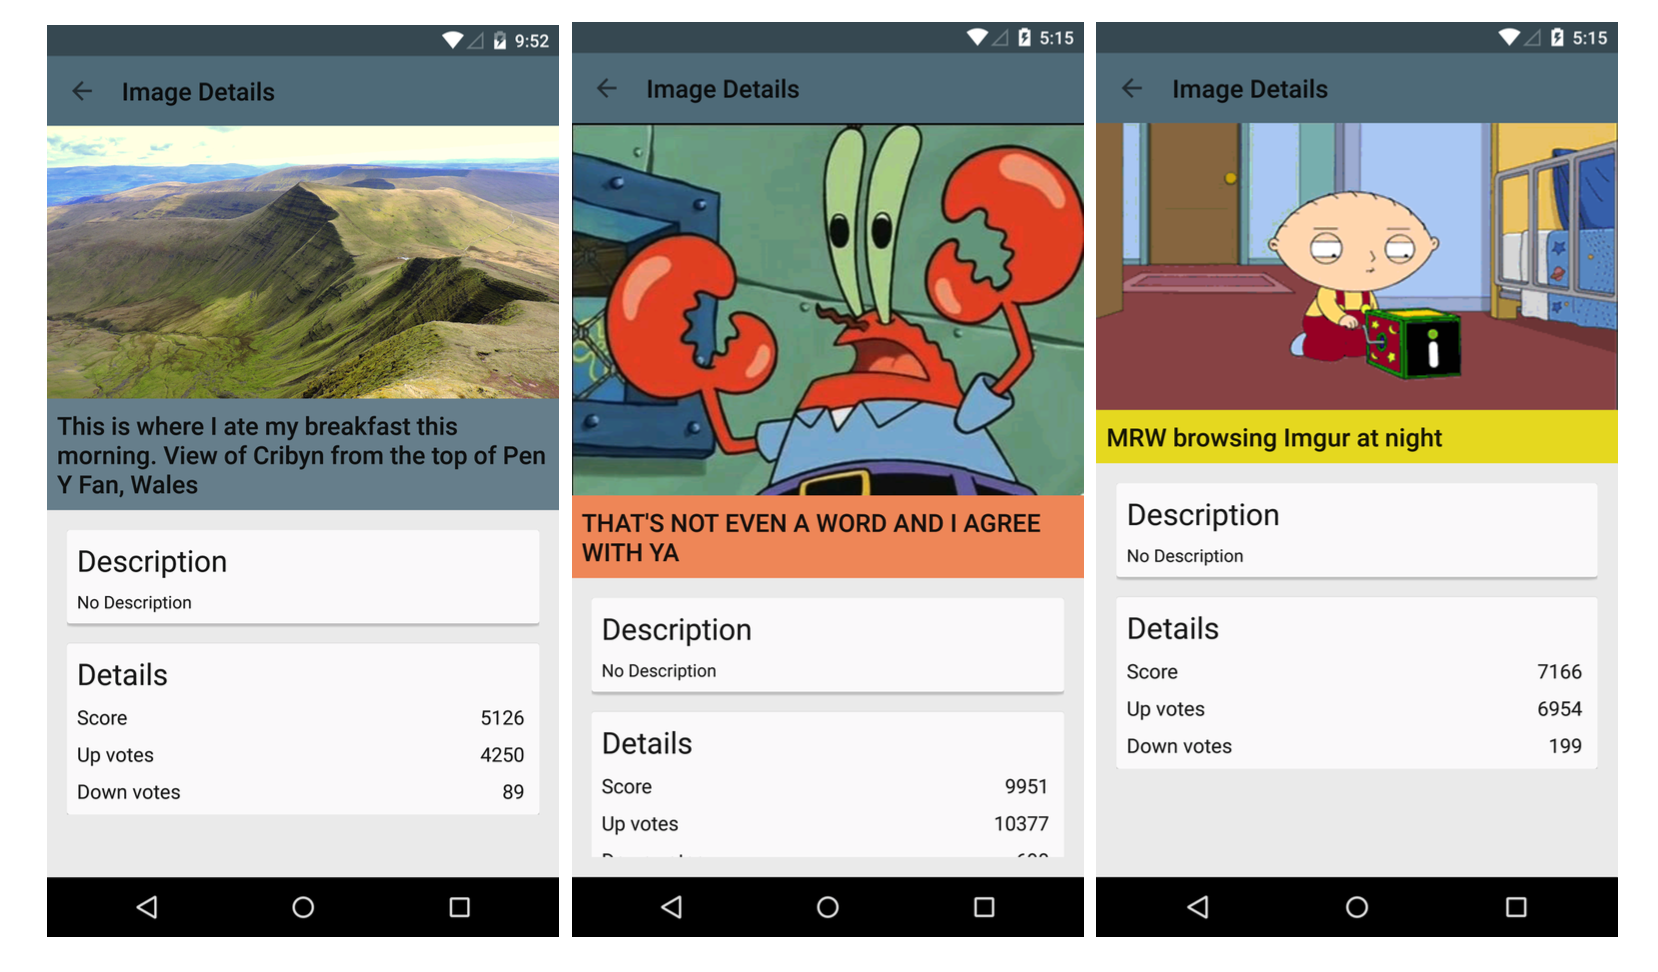 9:52
Image Details
This is where I ate my breakfast this
morning. View of Cribyn from the top of Pen
Y Fan, Wales
Description
No Description
Details
Score 5126
Up votes 4250
Down votes 89
5:15
Image Details
THAT'S NOT EVEN A WORD AND I AGREE
WITH YA
Description
No Description
Details
Score 9951
Up votes 10377
5:15
Image Details
i
MRW browsing Imgur at night
Description
No Description
Details
Score 7166
Up votes 6954
Down votes 199